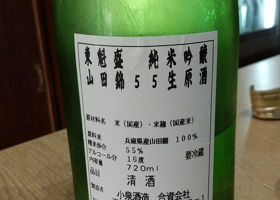 東魁盛 純米吟醸
山田錦55生原酒
原材料名 米（国産）・米麹（国産米）
原料米 兵庫県産山田錦 100%
精米歩合 55%
アルコール分 16度
内容量 720ml
要冷蔵
清酒
製造者 小泉酒造 合資会社